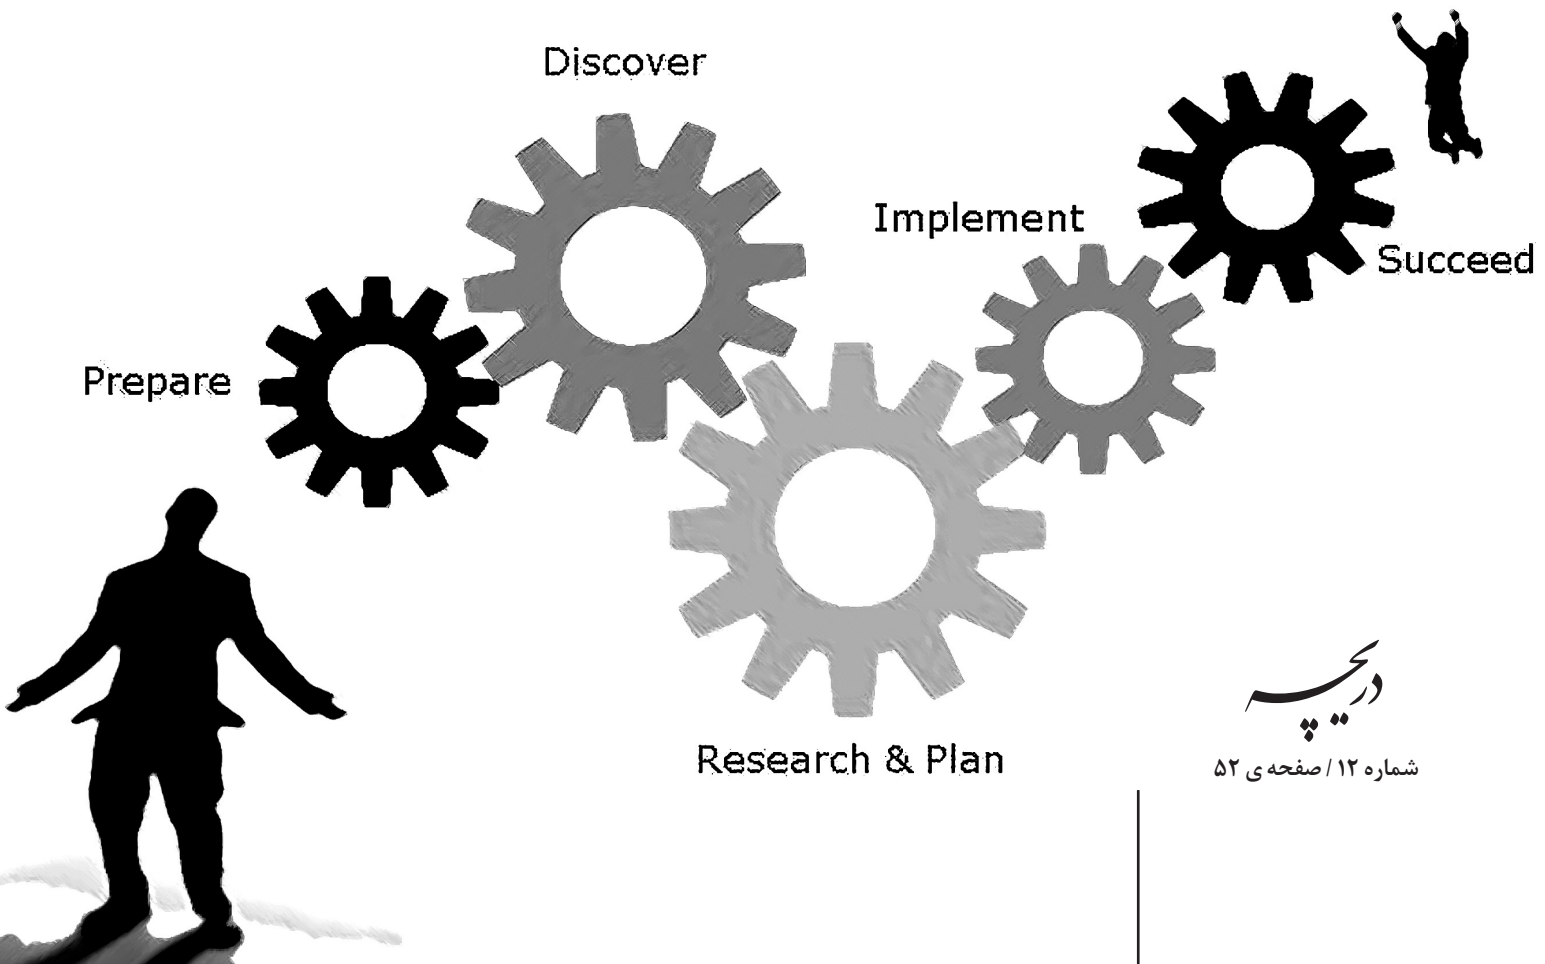 Discover
Implement
Succeed
Prepare
Research & Plan
دریچه
شماره ۱۲ / صفحه ی ۵۲